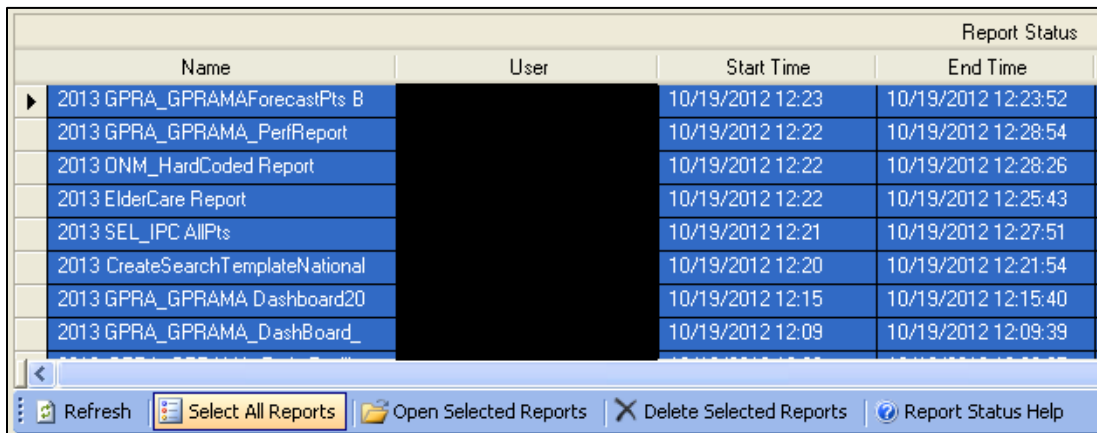 Report Status
Name User Start Time End Time
2013 GPRA_GPRAMAForecastPts B 10/19/2012 12:23 10/19/2012 12:23:52
2013 GPRA_GPRAMA_PerfReport 10/19/2012 12:22 10/19/2012 12:28:54
2013 ONM_HardCoded Report 10/19/2012 12:22 10/19/2012 12:28:26
2013 ElderCare Report 10/19/2012 12:22 10/19/2012 12:25:43
2013 SEL_IPC AllPts 10/19/2012 12:21 10/19/2012 12:27:51
2013 CreateSearchTemplateNational 10/19/2012 12:20 10/19/2012 12:21:54
2013 GPRA_GPRAMA Dashboard20 10/19/2012 12:15 10/19/2012 12:15:40
2013 GPRA_GPRAMA_DashBoard_ 10/19/2012 12:09 10/19/2012 12:09:39
Refresh Select All Reports Open Selected Reports Delete Selected Reports Report Status Help